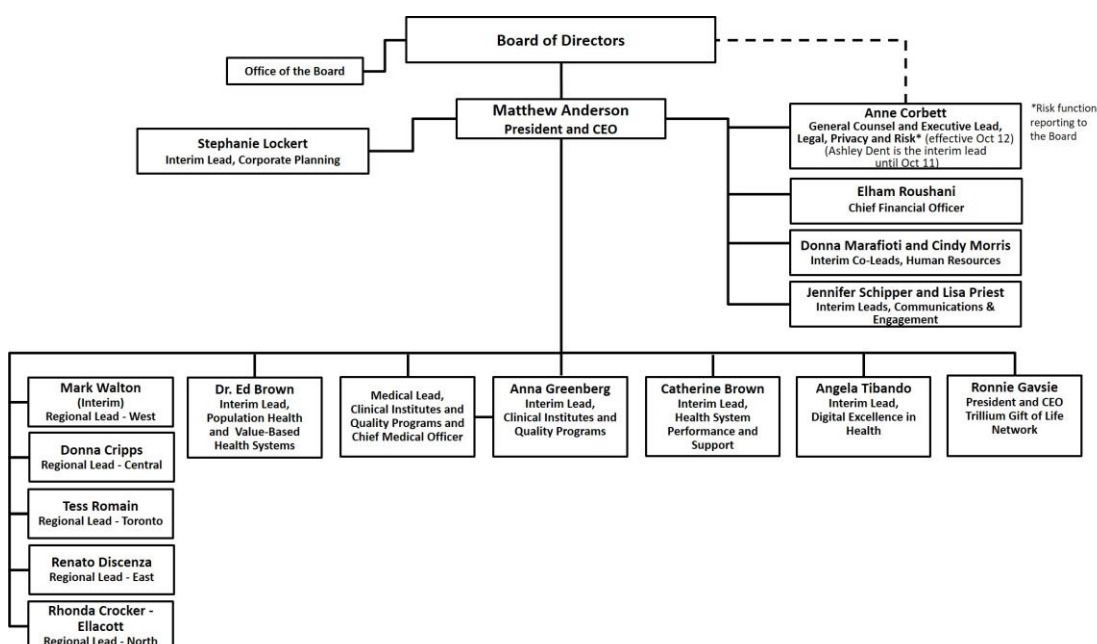 Board of Directors
Office of the Board
Matthew Anderson
President and CEO
Stephanie Lockert
Interim Lead, Corporate Planning
Anne Corbett
General Counsel and Executive Lead,
Legal, Privacy and Risk* (effective Oct 12)
(Ashley Dent is the interim lead
until Oct 11)
*Risk function
reporting to
the Board
Elham Roushani
Chief Financial Officer
Donna Marafioti and Cindy Morris
Interim Co-Leads, Human Resources
Jennifer Schipper and Lisa Priest
Interim Leads, Communications &
Engagement
Mark Walton
(Interim)
Regional Lead - West
Donna Cripps
Regional Lead - Central
Tess Romain
Regional Lead - Toronto
Renato Discenza
Regional Lead - East
Rhonda Crocker -
Ellacott
Regional Lead - North
Dr. Ed Brown
Interim Lead,
Population Health
and Value-Based
Health Systems
Medical Lead,
Clinical Institutes and
Quality Programs and
Chief Medical Officer
Anna Greenberg
Interim Lead,
Clinical Institutes and
Quality Programs
Catherine Brown
Interim Lead,
Health System
Performance and
Support
Angela Tibando
Interim Lead,
Digital Excellence in
Health
Ronnie Gavsie
President and CEO
Trillium Gift of Life
Network